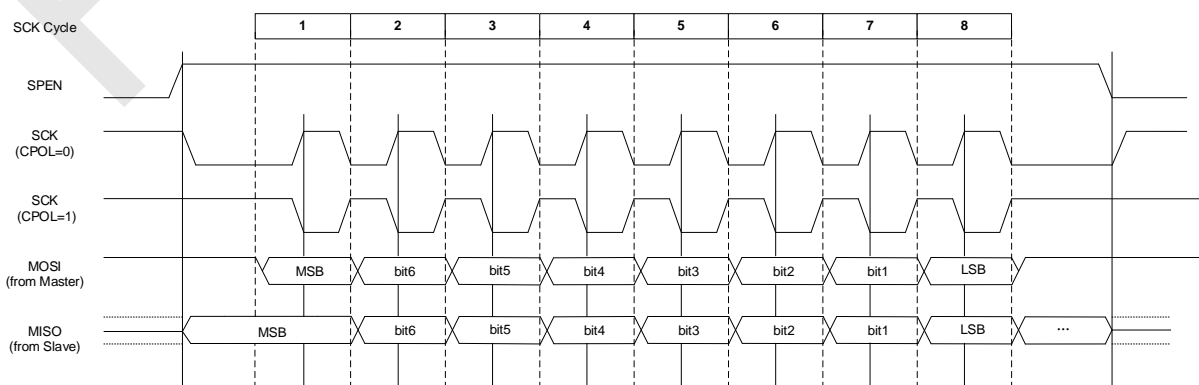 SCK Cycle 1 2 3 4 5 6 7 8
SPEN
SCK
(CPOL=0)
SCK
(CPOL=1)
MOSI
(from Master)
MSB bit6 bit5 bit4 bit3 bit2 bit1 LSB
MISO
(from Slave)
MSB bit6 bit5 bit4 bit3 bit2 bit1 LSB ...